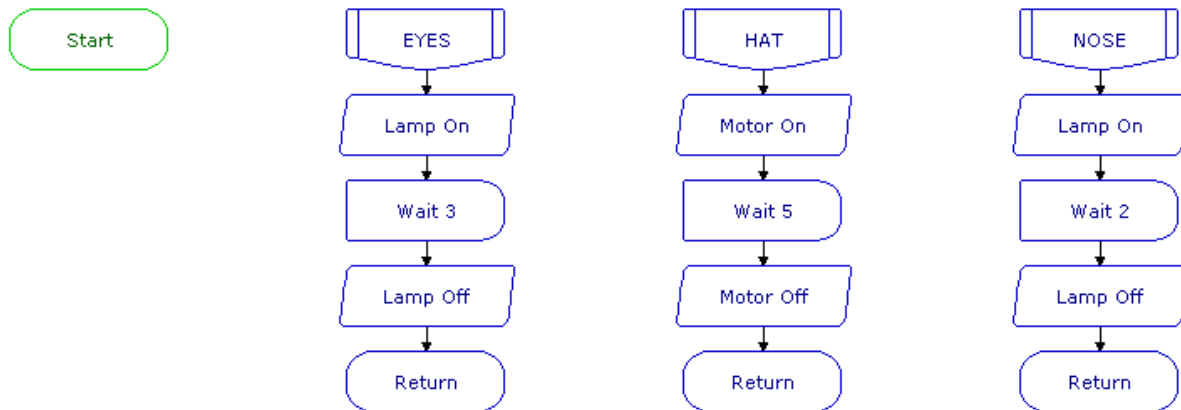 Start
EYES
Lamp On
Wait 3
Lamp Off
Return
HAT
Motor On
Wait 5
Motor Off
Return
NOSE
Lamp On
Wait 2
Lamp Off
Return